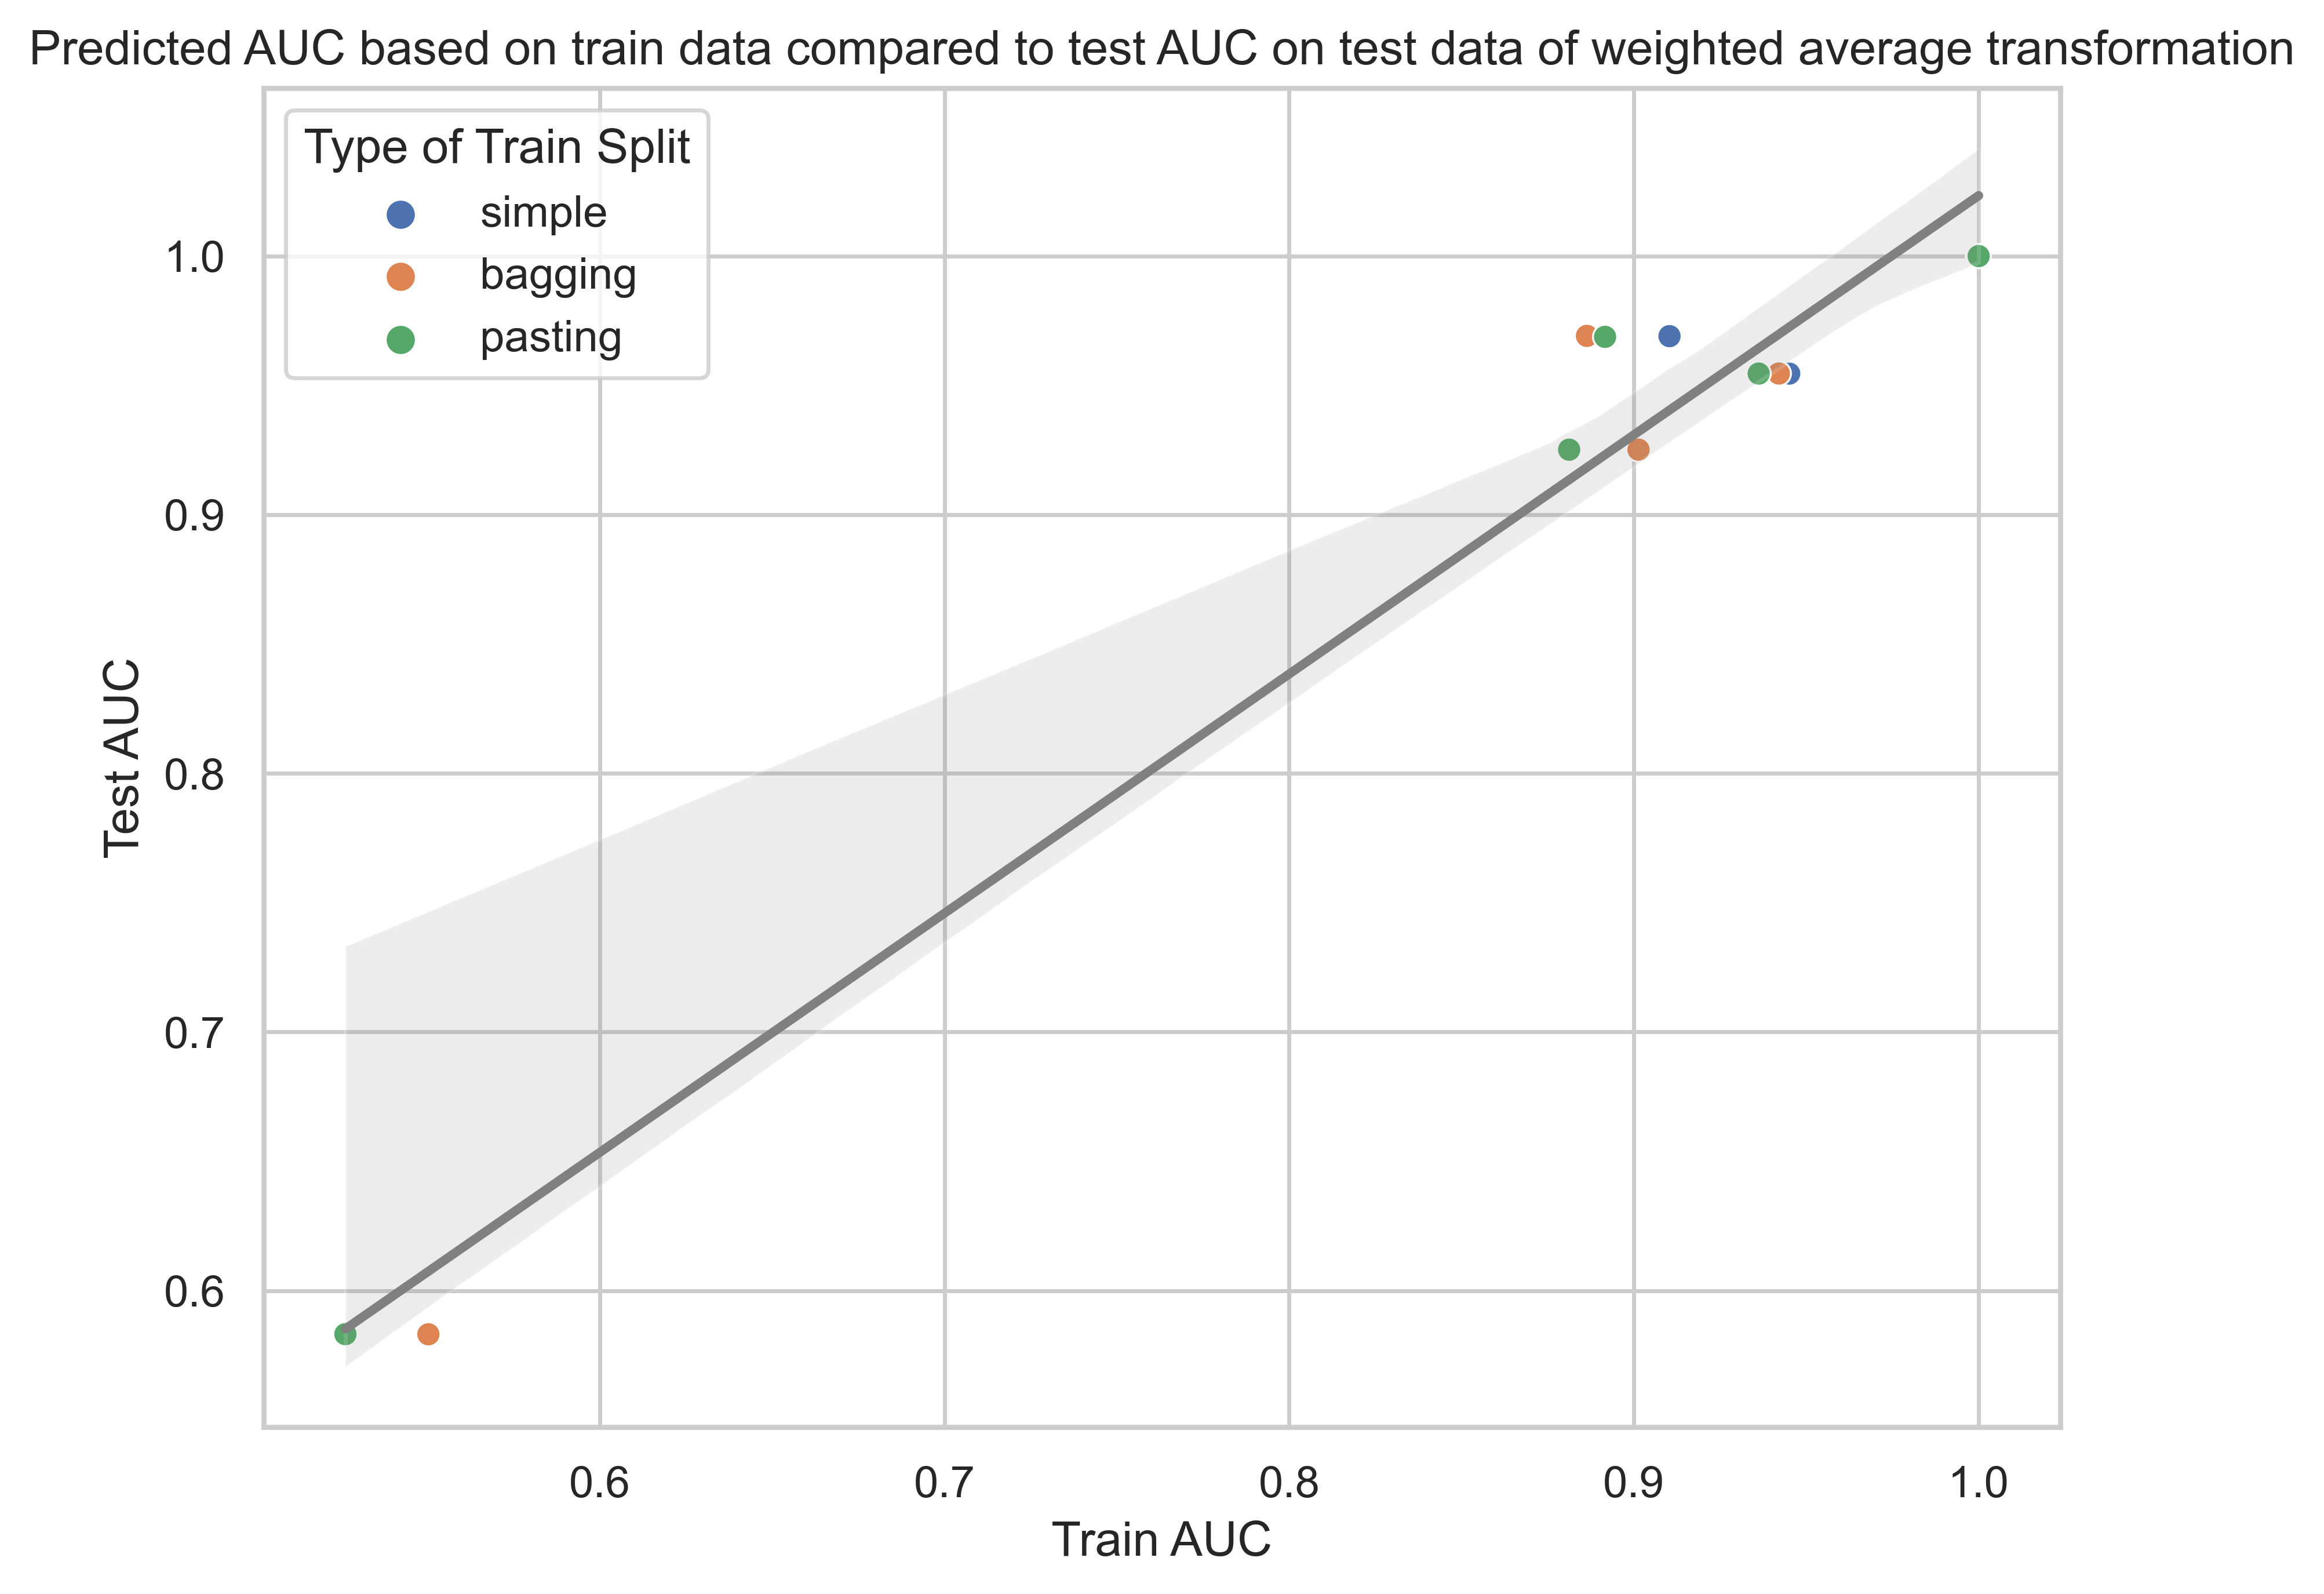 Predicted AUC based on train data compared to test AUC on test data of weighted average transformation
Type of Train Split
simple
bagging
pasting
1.0
0.9
0.8
0.7
0.6
Test AUC
0.6
0.7
0.8
0.9
1.0
Train AUC